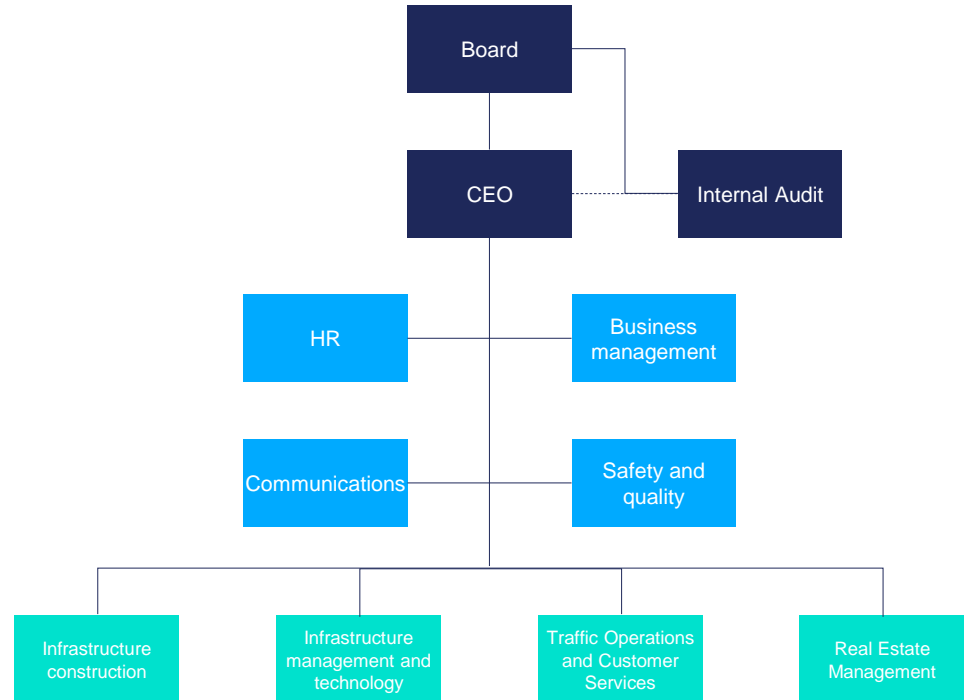 Board
CEO
Internal Audit
HR
Business
management
Communications
Safety and
quality
Infrastructure
construction
Infrastructure
management and
technology
Traffic Operations
and Customer
Services
Real Estate
Management